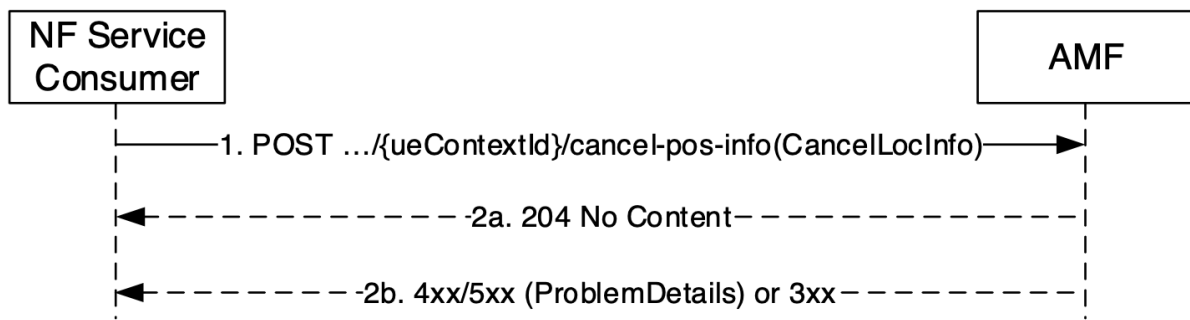 NF Service
Consumer
AMF
1. POST …/{ueContextId}/cancel-pos-info(CancelLocInfo)
2a. 204 No Content
2b. 4xx/5xx (ProblemDetails) or 3xx